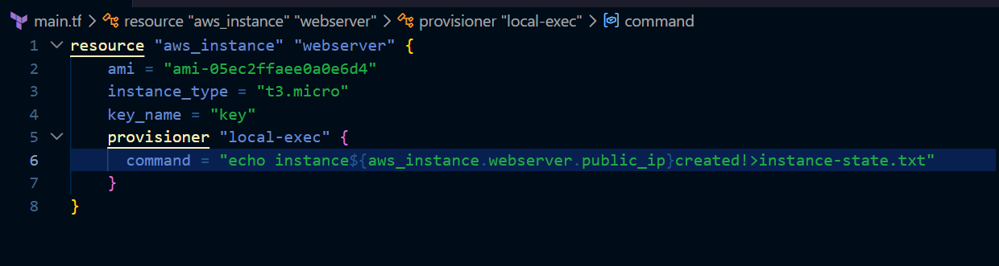 main.tf > resource "aws_instance" "webserver" > provisioner "local-exec" > command
1 resource "aws_instance" "webserver" {
2 ami = "ami-05ec2ffaee0a0e6d4"
3 instance_type = "t3.micro"
4 key_name = "key"
5 provisioner "local-exec" {
6 command = "echo instance${aws_instance.webserver.public_ip}created!>instance-state.txt"
7 }
8 }